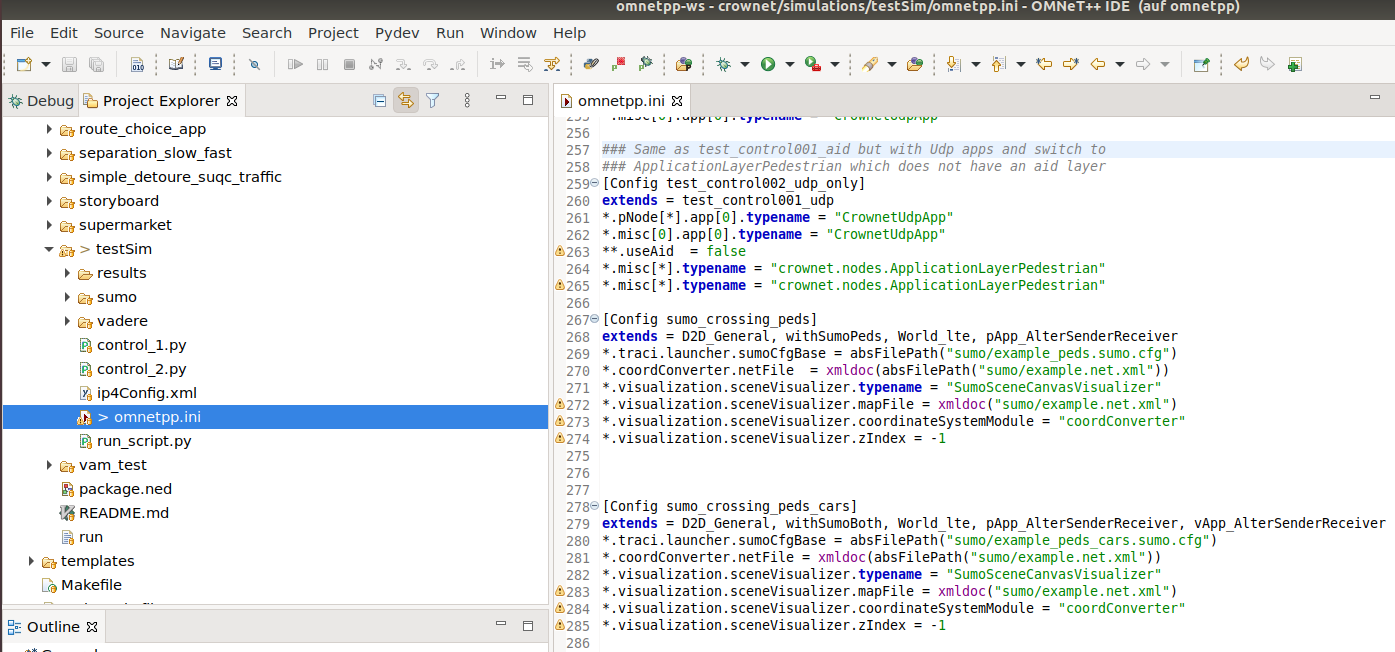 omnetpp-ws - crownet/simulations/testSim/omnetpp.ini - OMNeT++ IDE (auf omnetpp)
File Edit Source Navigate Search Project Pydev Run Window Help
Debug Project Explorer
route_choice_app
separation_slow_fast
simple_detoure_suqc_traffic
storyboard
supermarket
> testSim
results
sumo
vadere
control_1.py
control_2.py
ip4Config.xml
> omnetpp.ini
run_script.py
vam_test
package.ned
README.md
run
templates
Makefile
Outline
omnetpp.ini
255 *.misc[0].app[0].typename = "CrownetUdpApp"
256
257 ### Same as test_control001_aid but with Udp apps and switch to
258 ### ApplicationLayerPedestrian which does not have an aid layer
259 [Config test_control002_udp_only]
260 extends = test_control001_udp
261 *.pNode[*].app[0].typename = "CrownetUdpApp"
262 *.misc[0].app[0].typename = "CrownetUdpApp"
263 **.useAid  = false
264 *.misc[*].typename = "crownet.nodes.ApplicationLayerPedestrian"
265 *.misc[*].typename = "crownet.nodes.ApplicationLayerPedestrian"
266
267 [Config sumo_crossing_peds]
268 extends = D2D_General, withSumoPeds, World_lte, pApp_AlterSenderReceiver
269 *.traci.launcher.sumoCfgBase = absFilePath("sumo/example_peds.sumo.cfg")
270 *.coordConverter.netFile  = xmldoc(absFilePath("sumo/example.net.xml"))
271 *.visualization.sceneVisualizer.typename = "SumoSceneCanvasVisualizer"
272 *.visualization.sceneVisualizer.mapFile = xmldoc("sumo/example.net.xml")
273 *.visualization.sceneVisualizer.coordinateSystemModule = "coordConverter"
274 *.visualization.sceneVisualizer.zIndex = -1
275
276
277
278 [Config sumo_crossing_peds_cars]
279 extends = D2D_General, withSumoBoth, World_lte, pApp_AlterSenderReceiver, vApp_AlterSenderReceiver
280 *.traci.launcher.sumoCfgBase = absFilePath("sumo/example_peds_cars.sumo.cfg")
281 *.coordConverter.netFile = xmldoc(absFilePath("sumo/example.net.xml"))
282 *.visualization.sceneVisualizer.typename = "SumoSceneCanvasVisualizer"
283 *.visualization.sceneVisualizer.mapFile = xmldoc("sumo/example.net.xml")
284 *.visualization.sceneVisualizer.coordinateSystemModule = "coordConverter"
285 *.visualization.sceneVisualizer.zIndex = -1
286